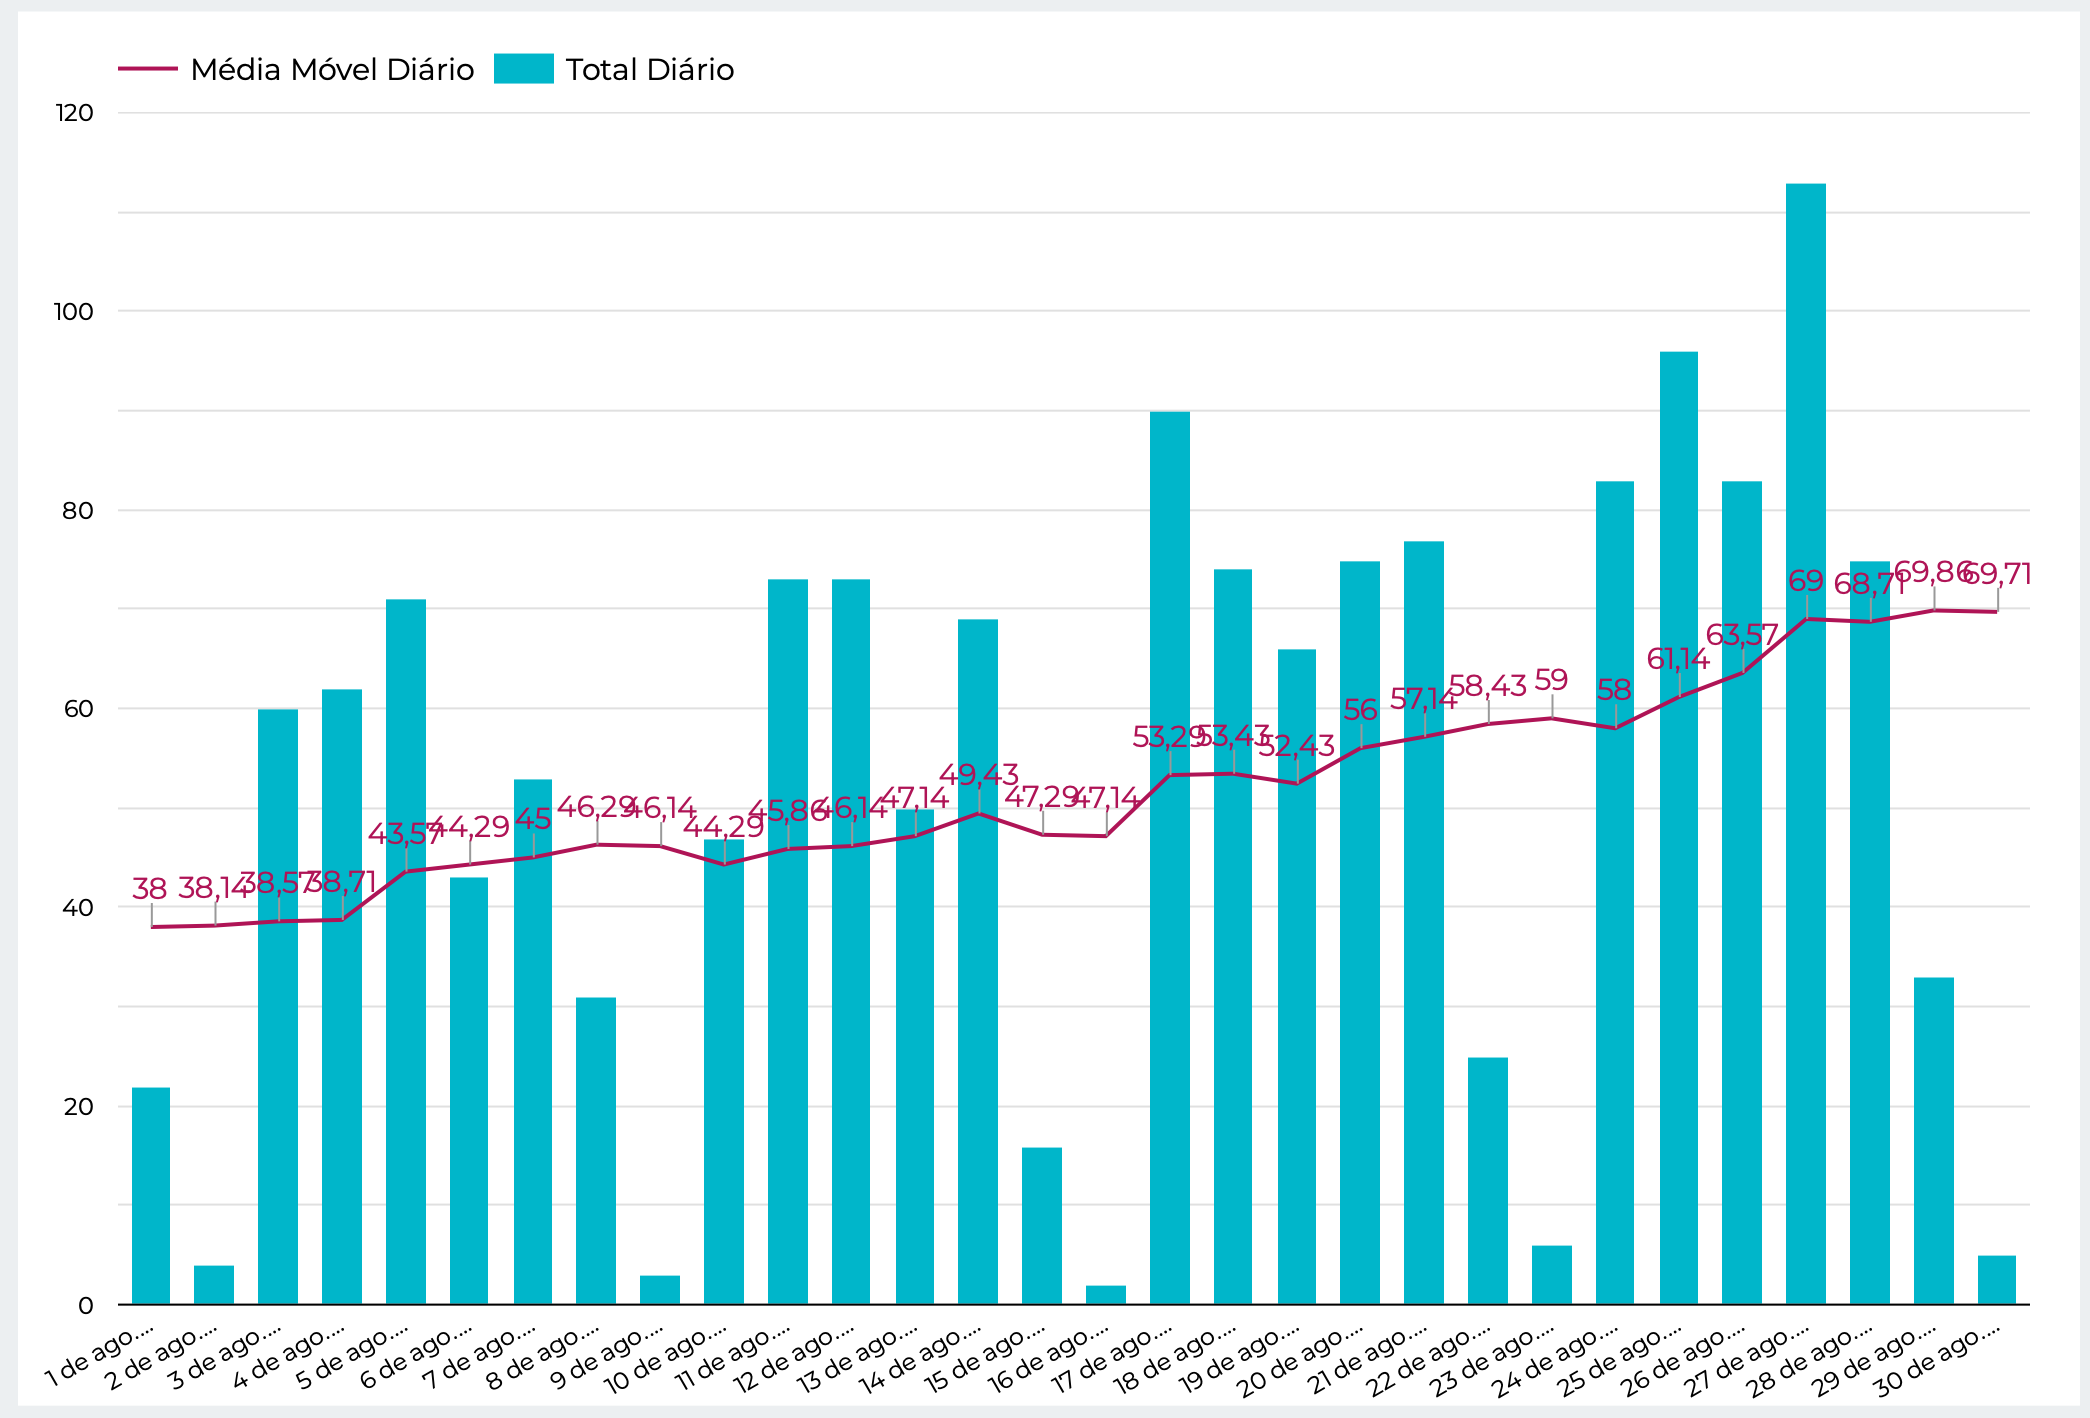 Média Móvel Diário Total Diário
120
100
80
60
40
20
0
38 38,14 38,57 38,71 43,57 44,29 45 46,29 46,14 44,29 45,86 46,14 47,14 49,43 47,29 47,14 53,29 53,43 52,43 56 57,14 58,43 59 58 61,14 63,57 69 68,71 69,86 69,71
1 de ago.… 2 de ago.… 3 de ago.… 4 de ago.… 5 de ago.… 6 de ago.… 7 de ago.… 8 de ago.… 9 de ago.… 10 de ago.… 11 de ago.… 12 de ago.… 13 de ago.… 14 de ago.… 15 de ago.… 16 de ago.… 17 de ago.… 18 de ago.… 19 de ago.… 20 de ago.… 21 de ago.… 22 de ago.… 23 de ago.… 24 de ago.… 25 de ago.… 26 de ago.… 27 de ago.… 28 de ago.… 29 de ago.… 30 de ago.…